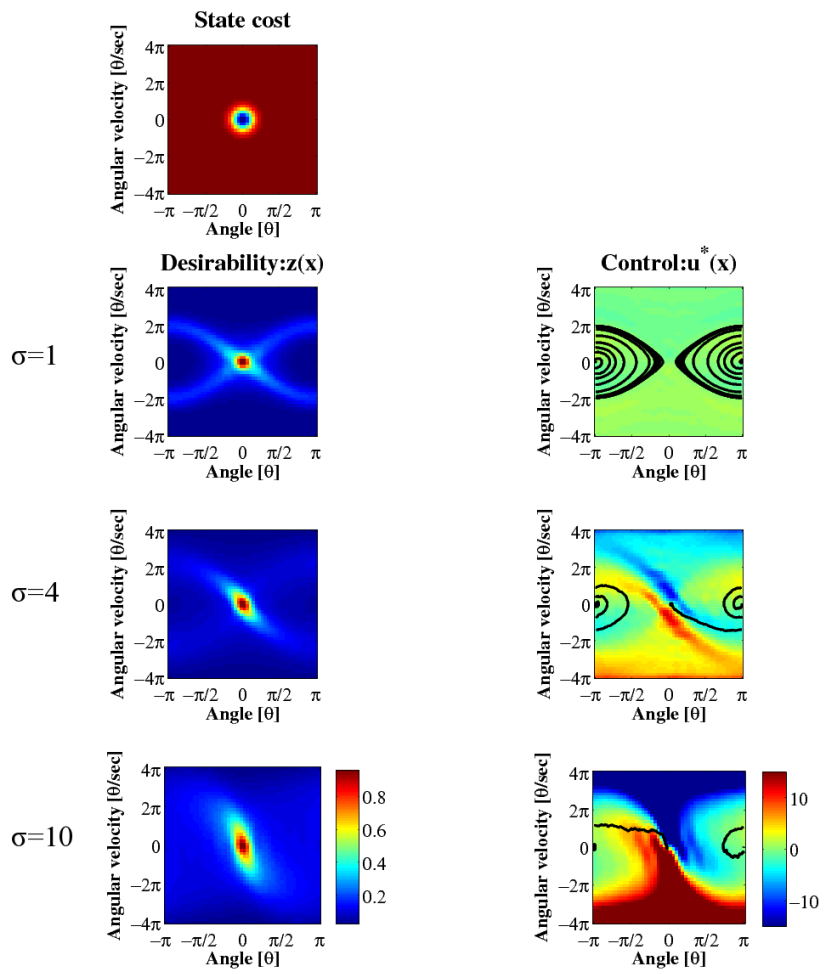 State cost
Angular velocity [θ/sec]
4π
2π
0
−2π
−4π
−π −π/2 0 π/2 π
Angle [θ]
Desirability:z(x)
Control:u*(x)
σ=1
Angular velocity [θ/sec]
4π
2π
0
−2π
−4π
−π −π/2 0 π/2 π
Angle [θ]
Angular velocity [θ/sec]
4π
2π
0
−2π
−4π
−π −π/2 0 π/2 π
Angle [θ]
σ=4
Angular velocity [θ/sec]
4π
2π
0
−2π
−4π
−π −π/2 0 π/2 π
Angle [θ]
Angular velocity [θ/sec]
4π
2π
0
−2π
−4π
−π −π/2 0 π/2 π
Angle [θ]
σ=10
Angular velocity [θ/sec]
4π
2π
0
−2π
−4π
−π −π/2 0 π/2 π
Angle [θ]
0.8
0.6
0.4
0.2
Angular velocity [θ/sec]
4π
2π
0
−2π
−4π
−π −π/2 0 π/2 π
Angle [θ]
10
0
−10